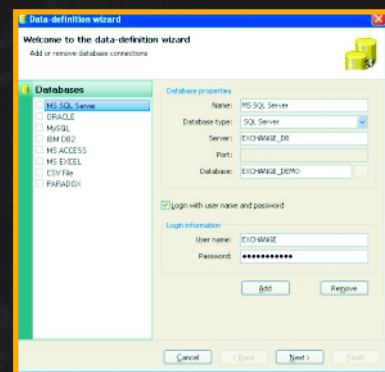 Data-definition wizard
Welcome to the data-definition wizard
Add or remove database connections
Databases
MS SQL Server
ORACLE
MySQL
IBM DB2
MS ACCESS
MS EXCEL
CSV File
PARADOX
Database properties
Name: MS SQL Server
Database type: SQL Server
Server: EXCHANGE_DB
Port:
Database: EXCHANGE_DEMO
Login with user name and password
Login information
User name: EXCHANGE
Password: ●●●●●●●●●●●
Add Remove
Cancel < Back Next > Finish